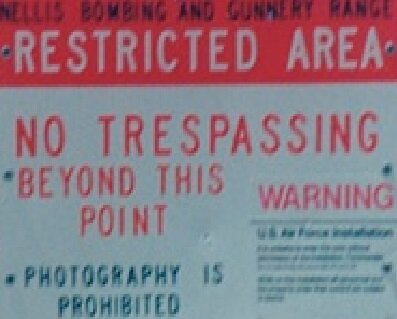 NELLIS BOMBING AND GUNNERY RANGE
RESTRICTED AREA
NO TRESPASSING
BEYOND THIS
POINT
WARNING
U.S. Air Force Installation
PHOTOGRAPHY IS
PROHIBITED